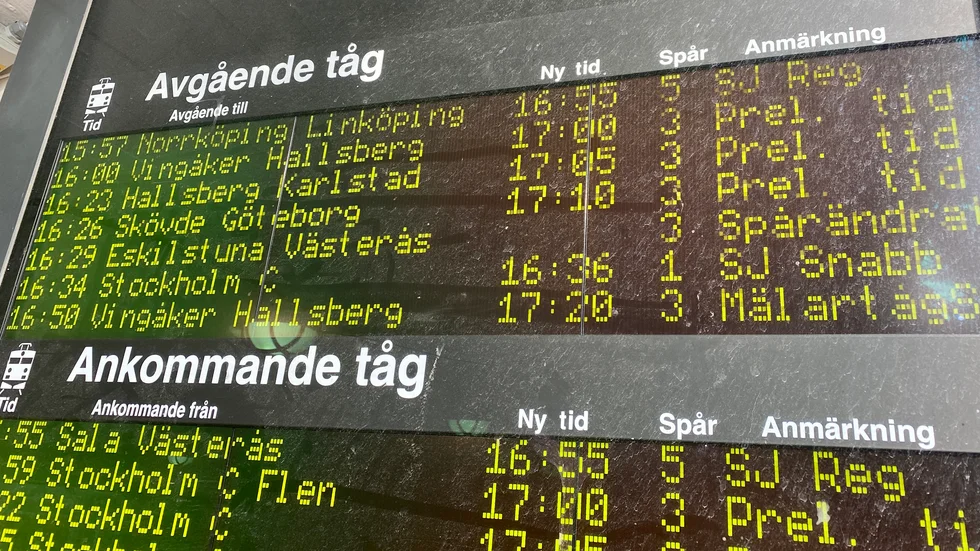 Avgående tåg
Tid Avgående till Ny tid Spår Anmärkning
15:57 Norrköping Linköping 16:55 5 SJ Reg
16:00 Vingåker Hallsberg 17:00 3 Prel. tid
16:23 Hallsberg Karlstad 17:05 3 Prel. tid
16:26 Skövde Göteborg 17:10 3 Prel. tid
16:29 Eskilstuna Västerås 3 Spårändra
16:34 Stockholm C 16:36 1 SJ Snabb
16:50 Vingåker Hallsberg 17:20 3 Mälartåg
Ankommande tåg
Tid Ankommande från Ny tid Spår Anmärkning
:55 Sala Västerås 16:55 5 SJ Reg
59 Stockholm C Flen 17:00 3 Prel. ti
22 Stockholm C